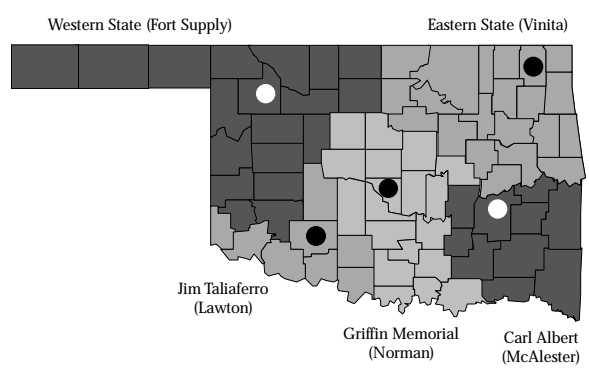 Western State (Fort Supply)
Eastern State (Vinita)
Jim Taliaferro
(Lawton)
Griffin Memorial
(Norman)
Carl Albert
(McAlester)